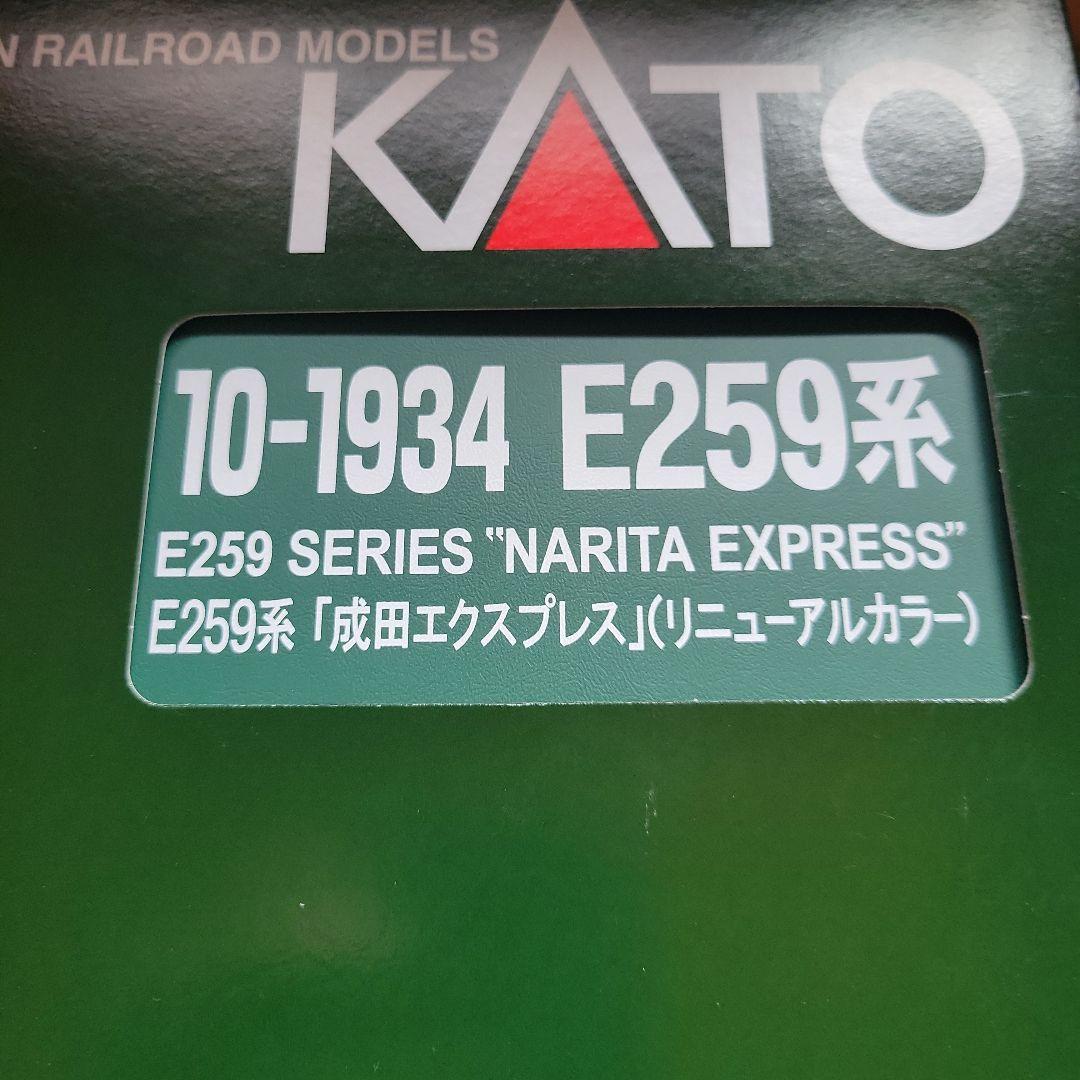 N RAILROAD MODELS
KATO
10-1934 E259系
E259 SERIES “NARITA EXPRESS”
E259系「成田エクスプレス」(リニューアルカラー)